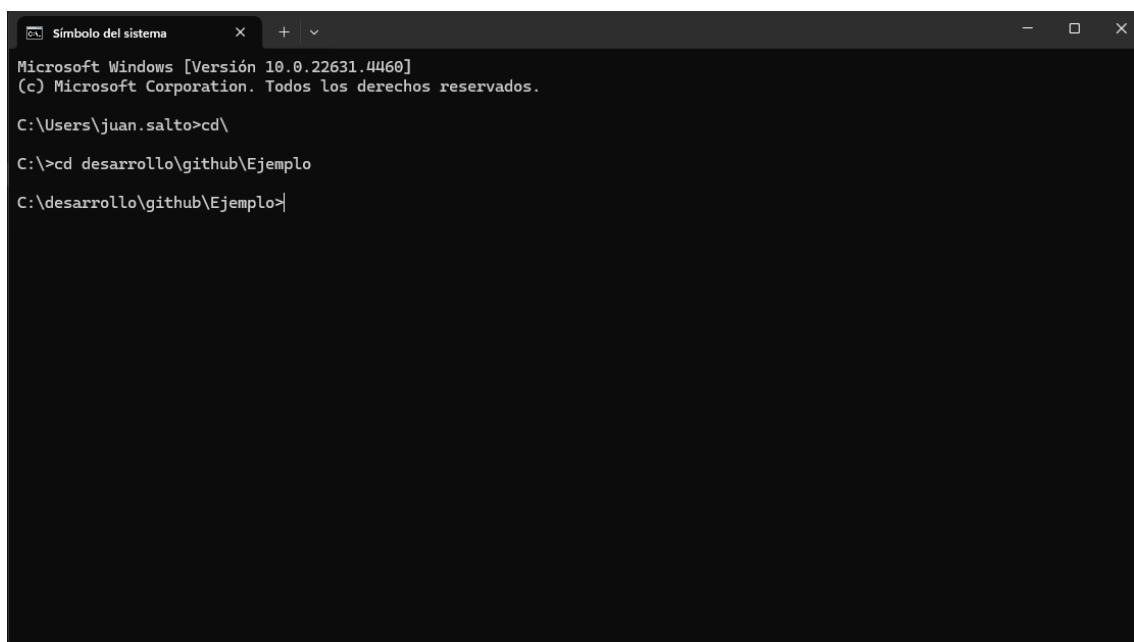 Símbolo del sistema
Microsoft Windows [Versión 10.0.22631.4460]
(c) Microsoft Corporation. Todos los derechos reservados.
C:\Users\juan.salto>cd\
C:\>cd desarrollo\github\Ejemplo
C:\desarrollo\github\Ejemplo>